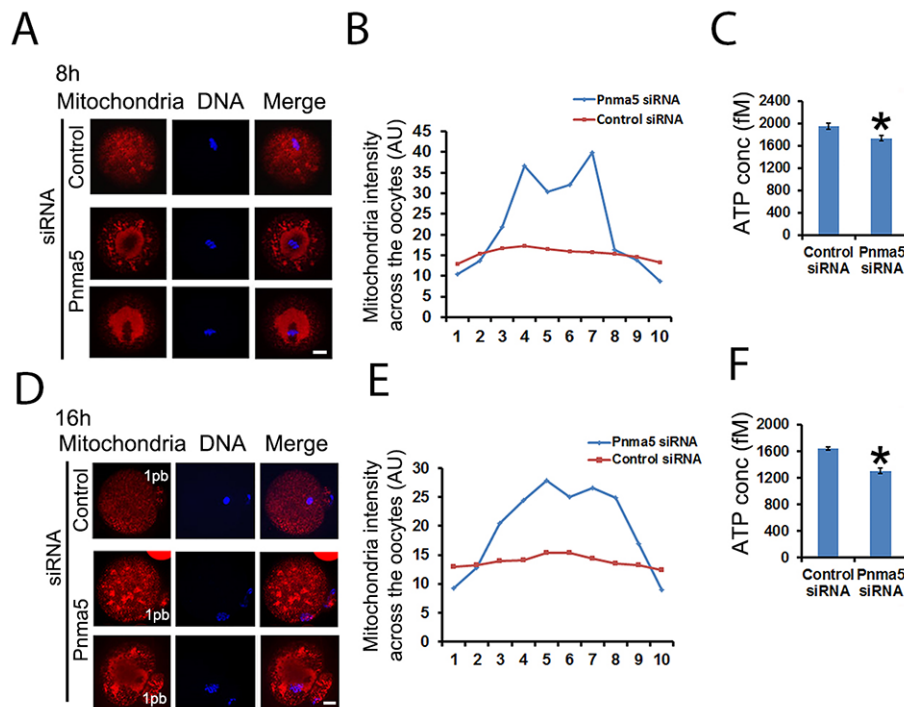 A
8h
Mitochondria DNA Merge
siRNA
Control
Pnma5
B
Pnma5 siRNA
Control siRNA
Mitochondria intensity
across the oocytes (AU)
45
40
35
30
25
20
15
10
5
0
1 2 3 4 5 6 7 8 9 10
C
ATP conc (fM)
2400
2000
1600
1200
800
400
0
*
Control Pnma5
siRNA siRNA
D
16h
Mitochondria DNA Merge
siRNA
Control
Pnma5
1pb
1pb
1pb
E
Pnma5 siRNA
Control siRNA
Mitochondria intensity
across the oocytes (AU)
30
25
20
15
10
5
0
1 2 3 4 5 6 7 8 9 10
F
ATP conc (fM)
2000
1600
1200
800
400
0
*
Control Pnma5
siRNA siRNA